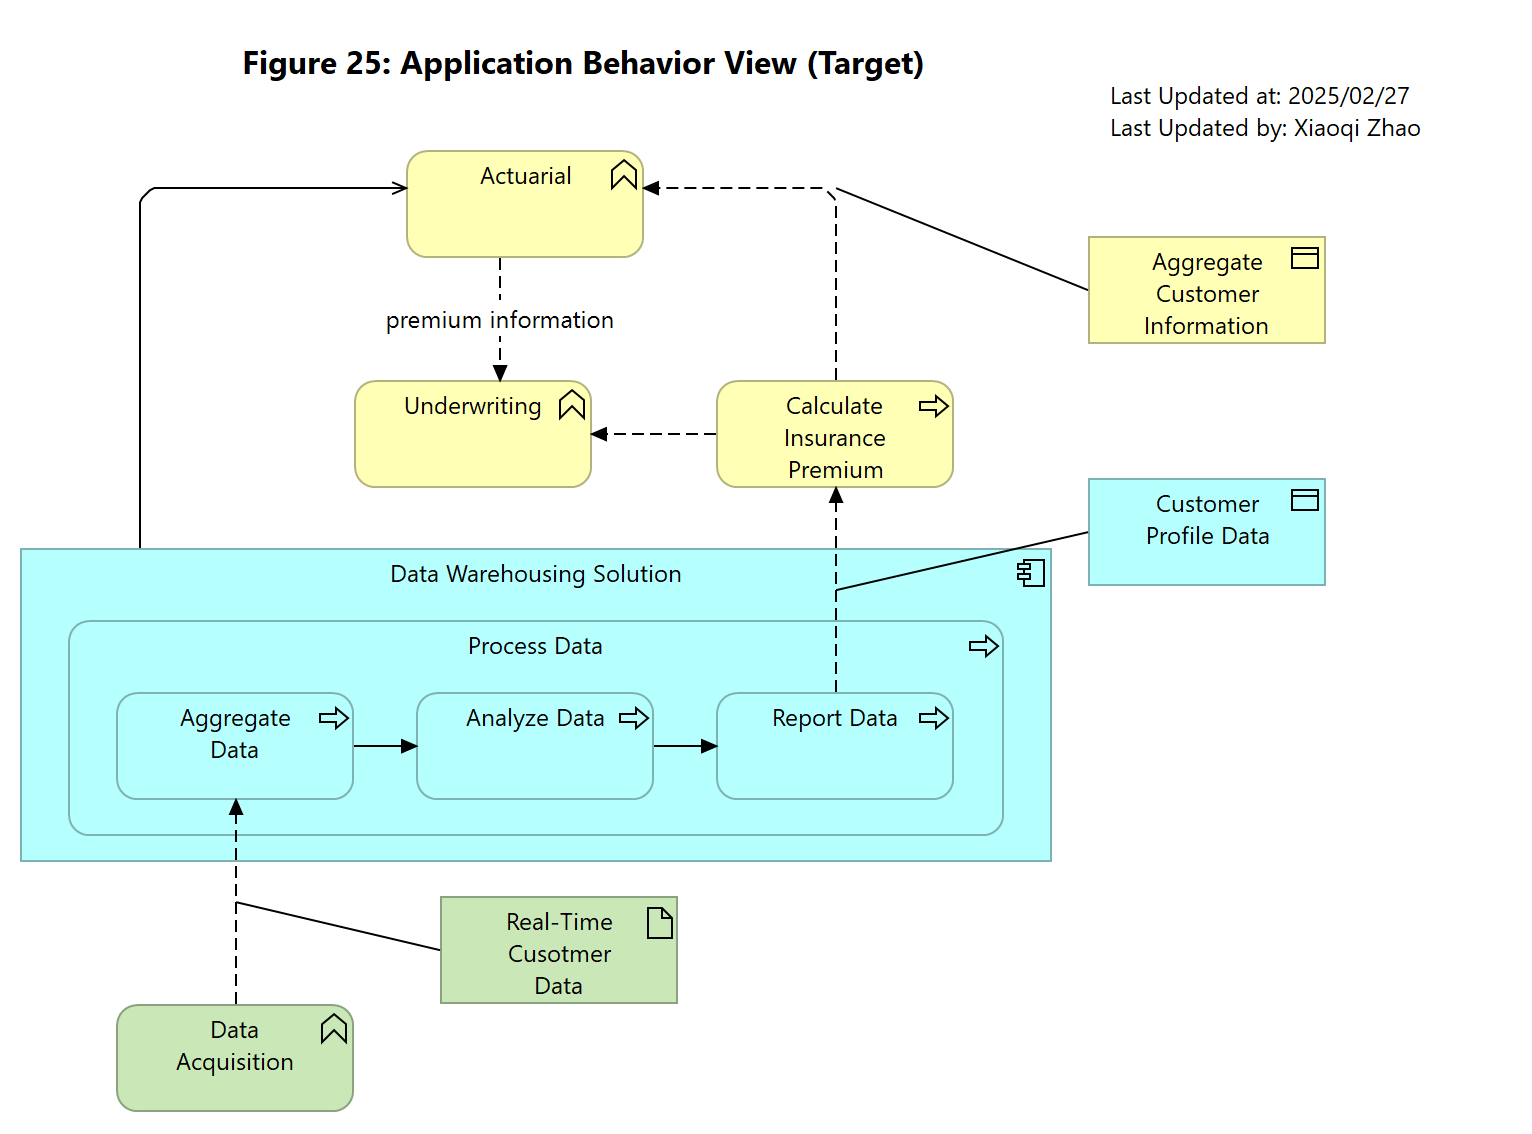 Figure 25: Application Behavior View (Target)
Last Updated at: 2025/02/27
Last Updated by: Xiaoqi Zhao
Actuarial
Aggregate
Customer
Information
premium information
Underwriting
Calculate
Insurance
Premium
Customer
Profile Data
Data Warehousing Solution
Process Data
Aggregate
Data
Analyze Data
Report Data
Real-Time
Cusotmer
Data
Data
Acquisition